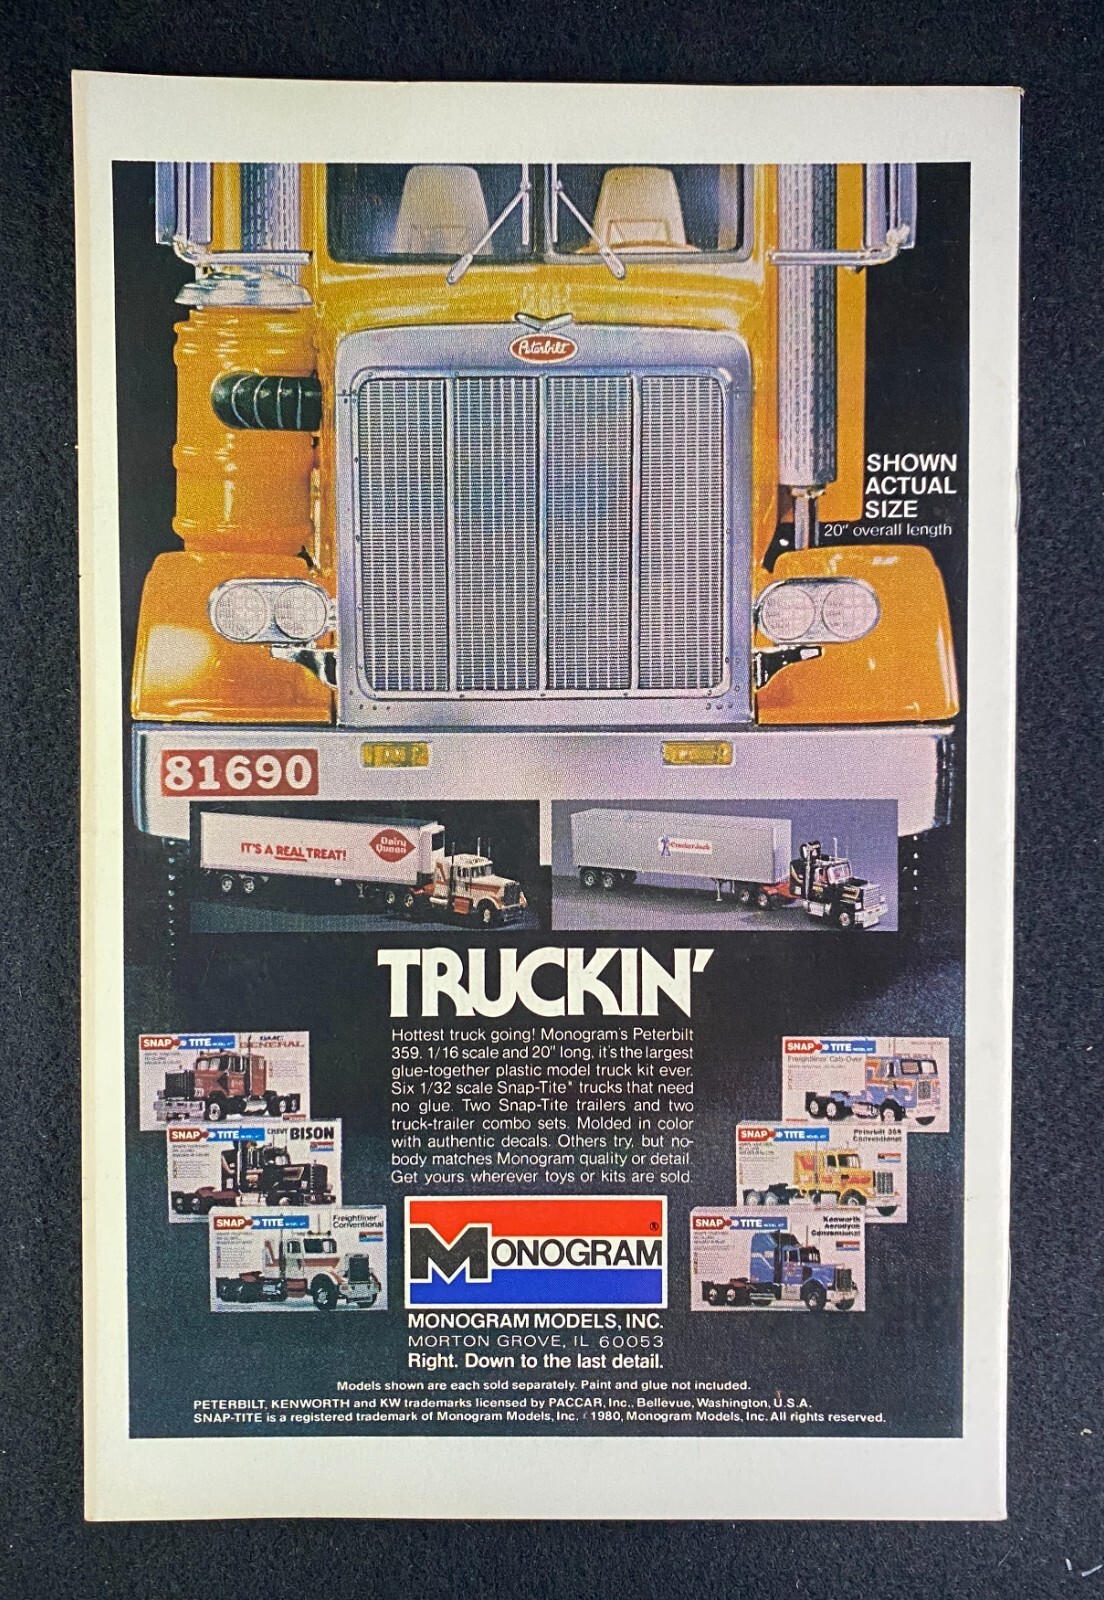 Peterbilt
SHOWN
ACTUAL
SIZE
20" overall length
81690
IT'S A REAL TREAT!
Dairy
Queen
Cracker Jack
TRUCKIN'
Hottest truck going! Monogram's Peterbilt
359. 1/16 scale and 20" long, it's the largest
glue-together plastic model truck kit ever.
Six 1/32 scale Snap-Tite® trucks that need
no glue. Two Snap-Tite trailers and two
truck-trailer combo sets. Molded in color
with authentic decals. Others try, but no-
body matches Monogram quality or detail.
Get yours wherever toys or kits are sold.
SNAP TITE
GENERAL
SNAP TITE
CHEVY BISON
SNAP TITE
Freightliner
Conventional
SNAP TITE
Freightliner Cab-Over
SNAP TITE
Peterbilt 359
Conventional
SNAP TITE
Kenworth
Aerodyne
Conventional
MONOGRAM ®
MONOGRAM MODELS, INC.
MORTON GROVE, IL 60053
Right. Down to the last detail.
Models shown are each sold separately. Paint and glue not included.
PETERBILT, KENWORTH and KW trademarks licensed by PACCAR, Inc., Bellevue, Washington, U.S.A.
SNAP-TITE is a registered trademark of Monogram Models, Inc. ©1980, Monogram Models, Inc. All rights reserved.